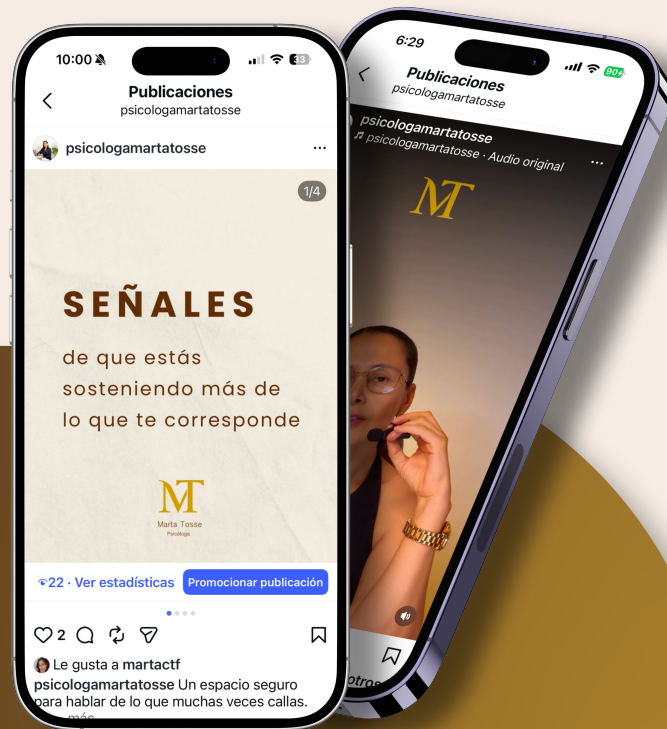 10:00
33
Publicaciones
psicologamartatosse
psicologamartatosse
1/4
SEÑALES
de que estás
sosteniendo más de
lo que te corresponde
MT
Marta Tosse
Psicóloga
22 · Ver estadísticas
Promocionar publicación
2
Le gusta a martactf
psicologamartatosse Un espacio seguro
para hablar de lo que muchas veces callas.
más
6:29
90+
Publicaciones
psicologamartatosse
psicologamartatosse
psicologamartatosse · Audio original
MT
otros